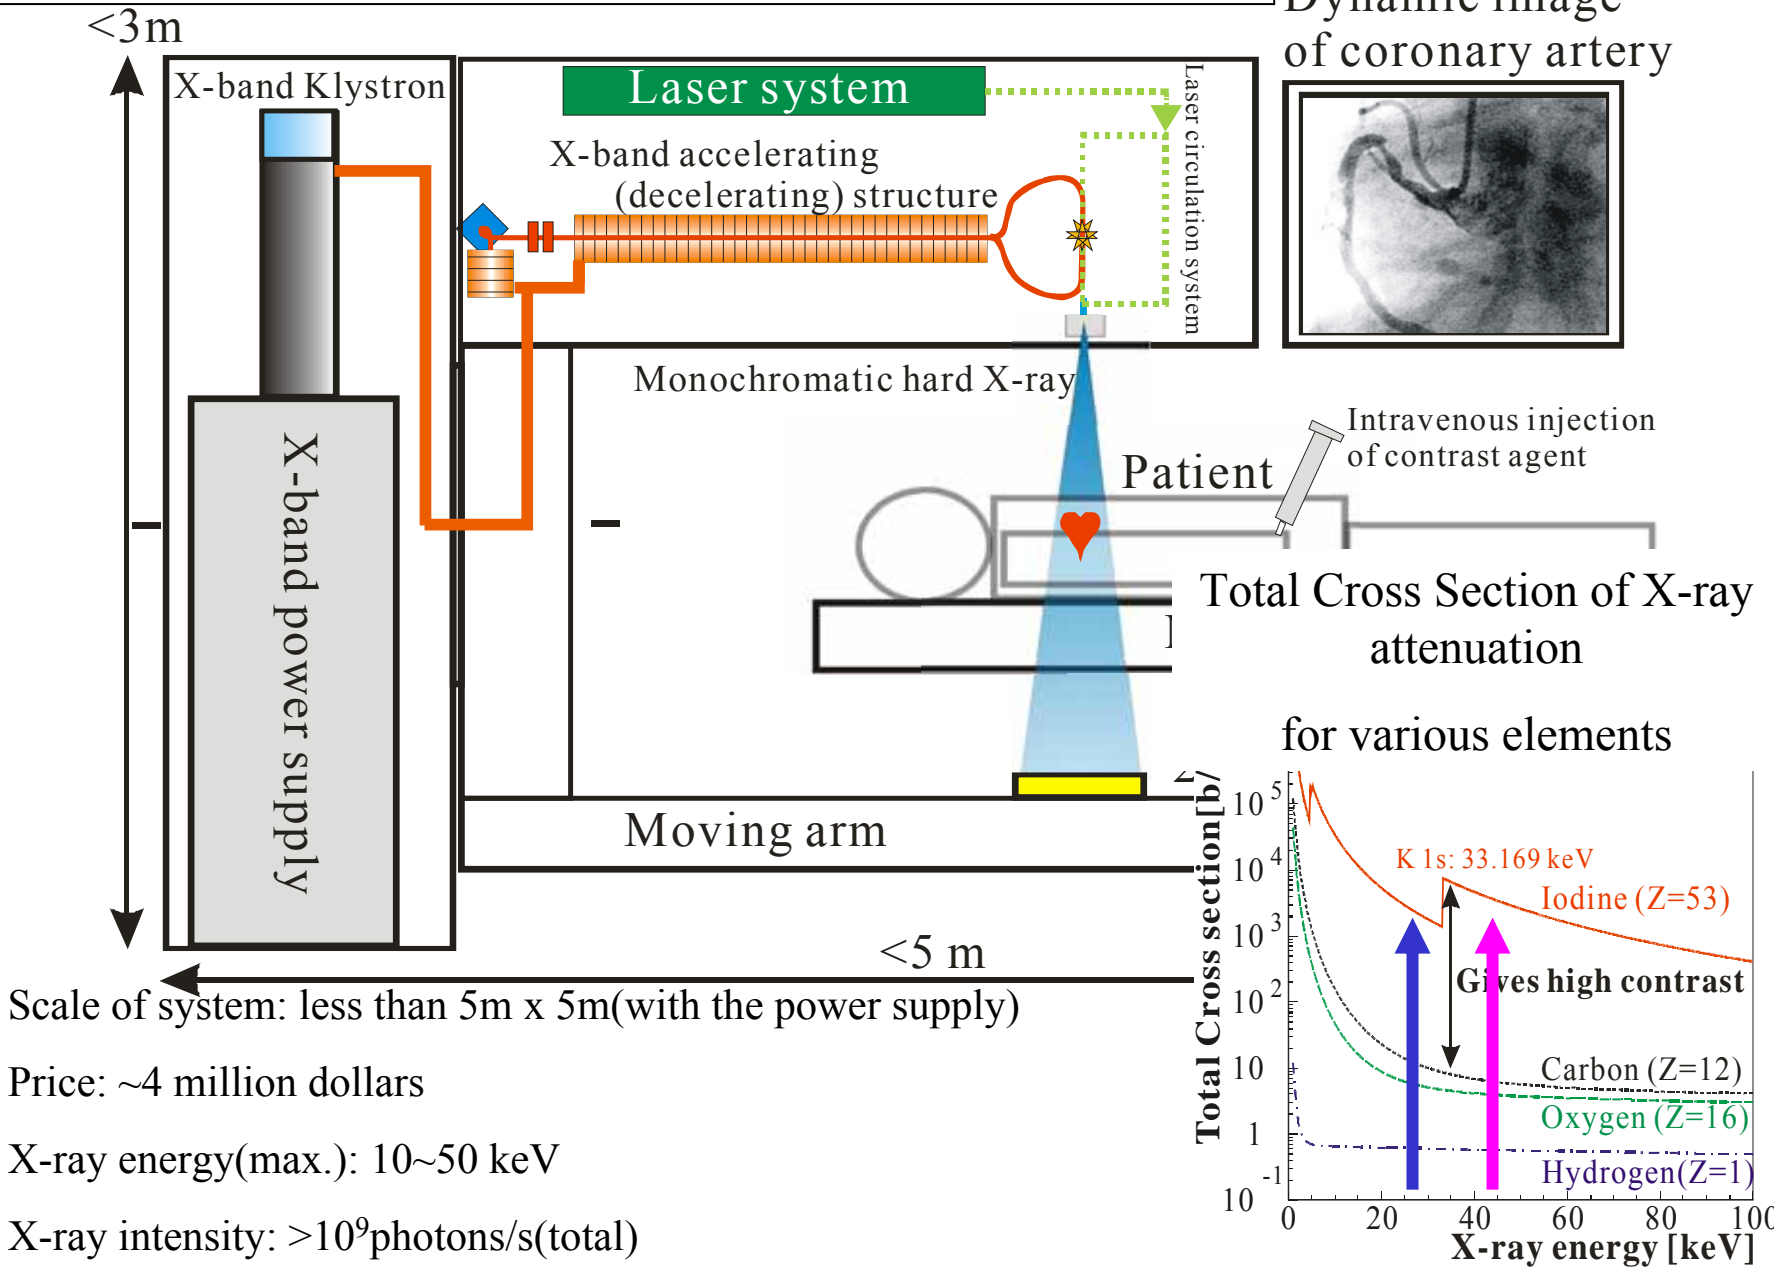 Dynamic image
of coronary artery
<3m
X-band Klystron
Laser system
Laser circulation system
X-band accelerating
(decelerating) structure
Monochromatic hard X-ray
Intravenous injection
of contrast agent
Patient
X-band power supply
Moving arm
<5 m
Total Cross Section of X-ray
attenuation
for various elements
Total Cross section[b/
10⁵
10⁴
10³
10²
10
1
10⁻¹
K 1s: 33.169 keV
Iodine (Z=53)
Gives high contrast
Carbon (Z=12)
Oxygen (Z=16)
Hydrogen(Z=1)
0 20 40 60 80 100
X-ray energy [keV]
Scale of system: less than 5m x 5m(with the power supply)
Price: ~4 million dollars
X-ray energy(max.): 10~50 keV
X-ray intensity: >10⁹photons/s(total)